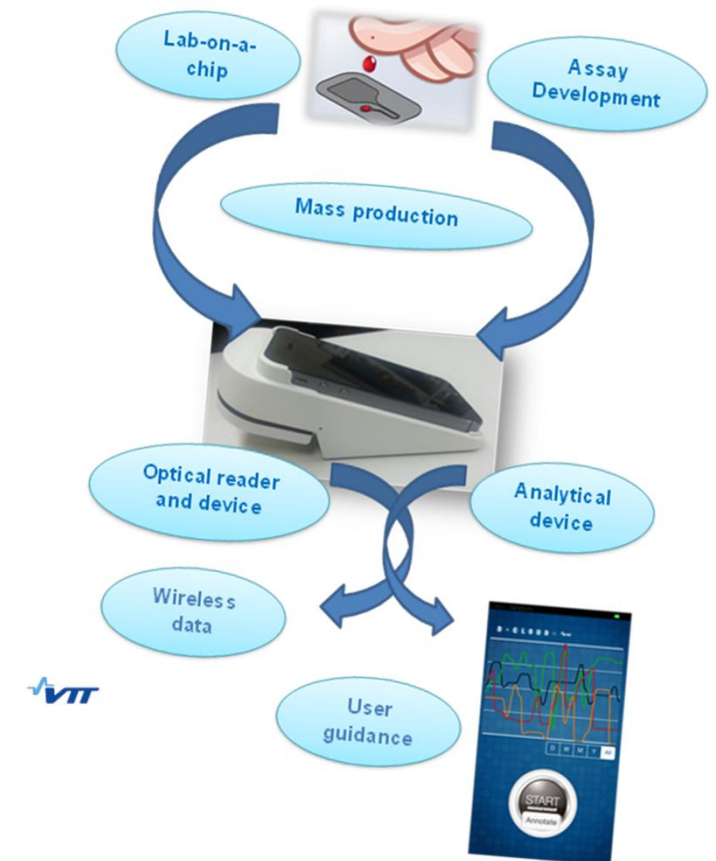 Lab-on-a-
chip
Assay
Development
Mass production
Optical reader
and device
Analytical
device
Wireless
data
User
guidance
VTT
D M M Y All
START
Annotate